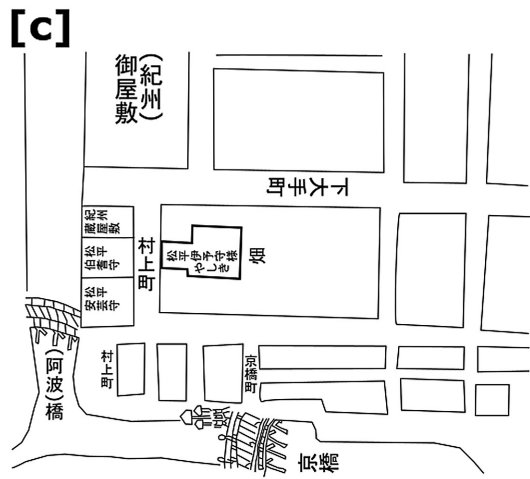 [c]
(紀州)
御屋敷
下大手町
紀州
蔵屋敷
松平
伯耆守
松平
安芸守
村上町
松平伊予守様
やしき
畑
村上町
京橋町
(阿波)橋
京橋